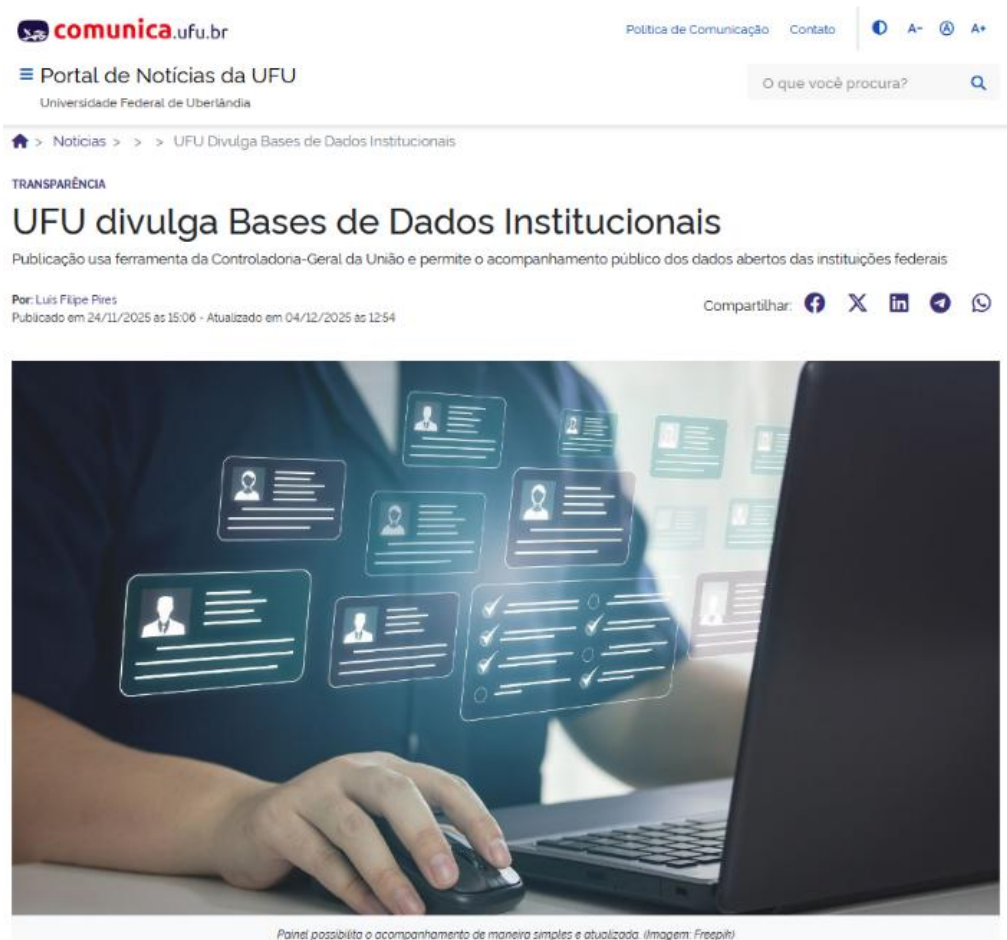 comunica.ufu.br
Política de Comunicação Contato A- A A+
Portal de Notícias da UFU
O que você procura?
Universidade Federal de Uberlândia
> Notícias > > > UFU Divulga Bases de Dados Institucionais
TRANSPARÊNCIA
UFU divulga Bases de Dados Institucionais
Publicação usa ferramenta da Controladoria-Geral da União e permite o acompanhamento público dos dados abertos das instituições federais
Por: Luis Filipe Pires
Compartilhar:
Publicado em 24/11/2025 às 15:06 - Atualizado em 04/12/2025 às 12:54
Painel possibilita o acompanhamento de maneira simples e atualizada. (Imagem: Freepik)